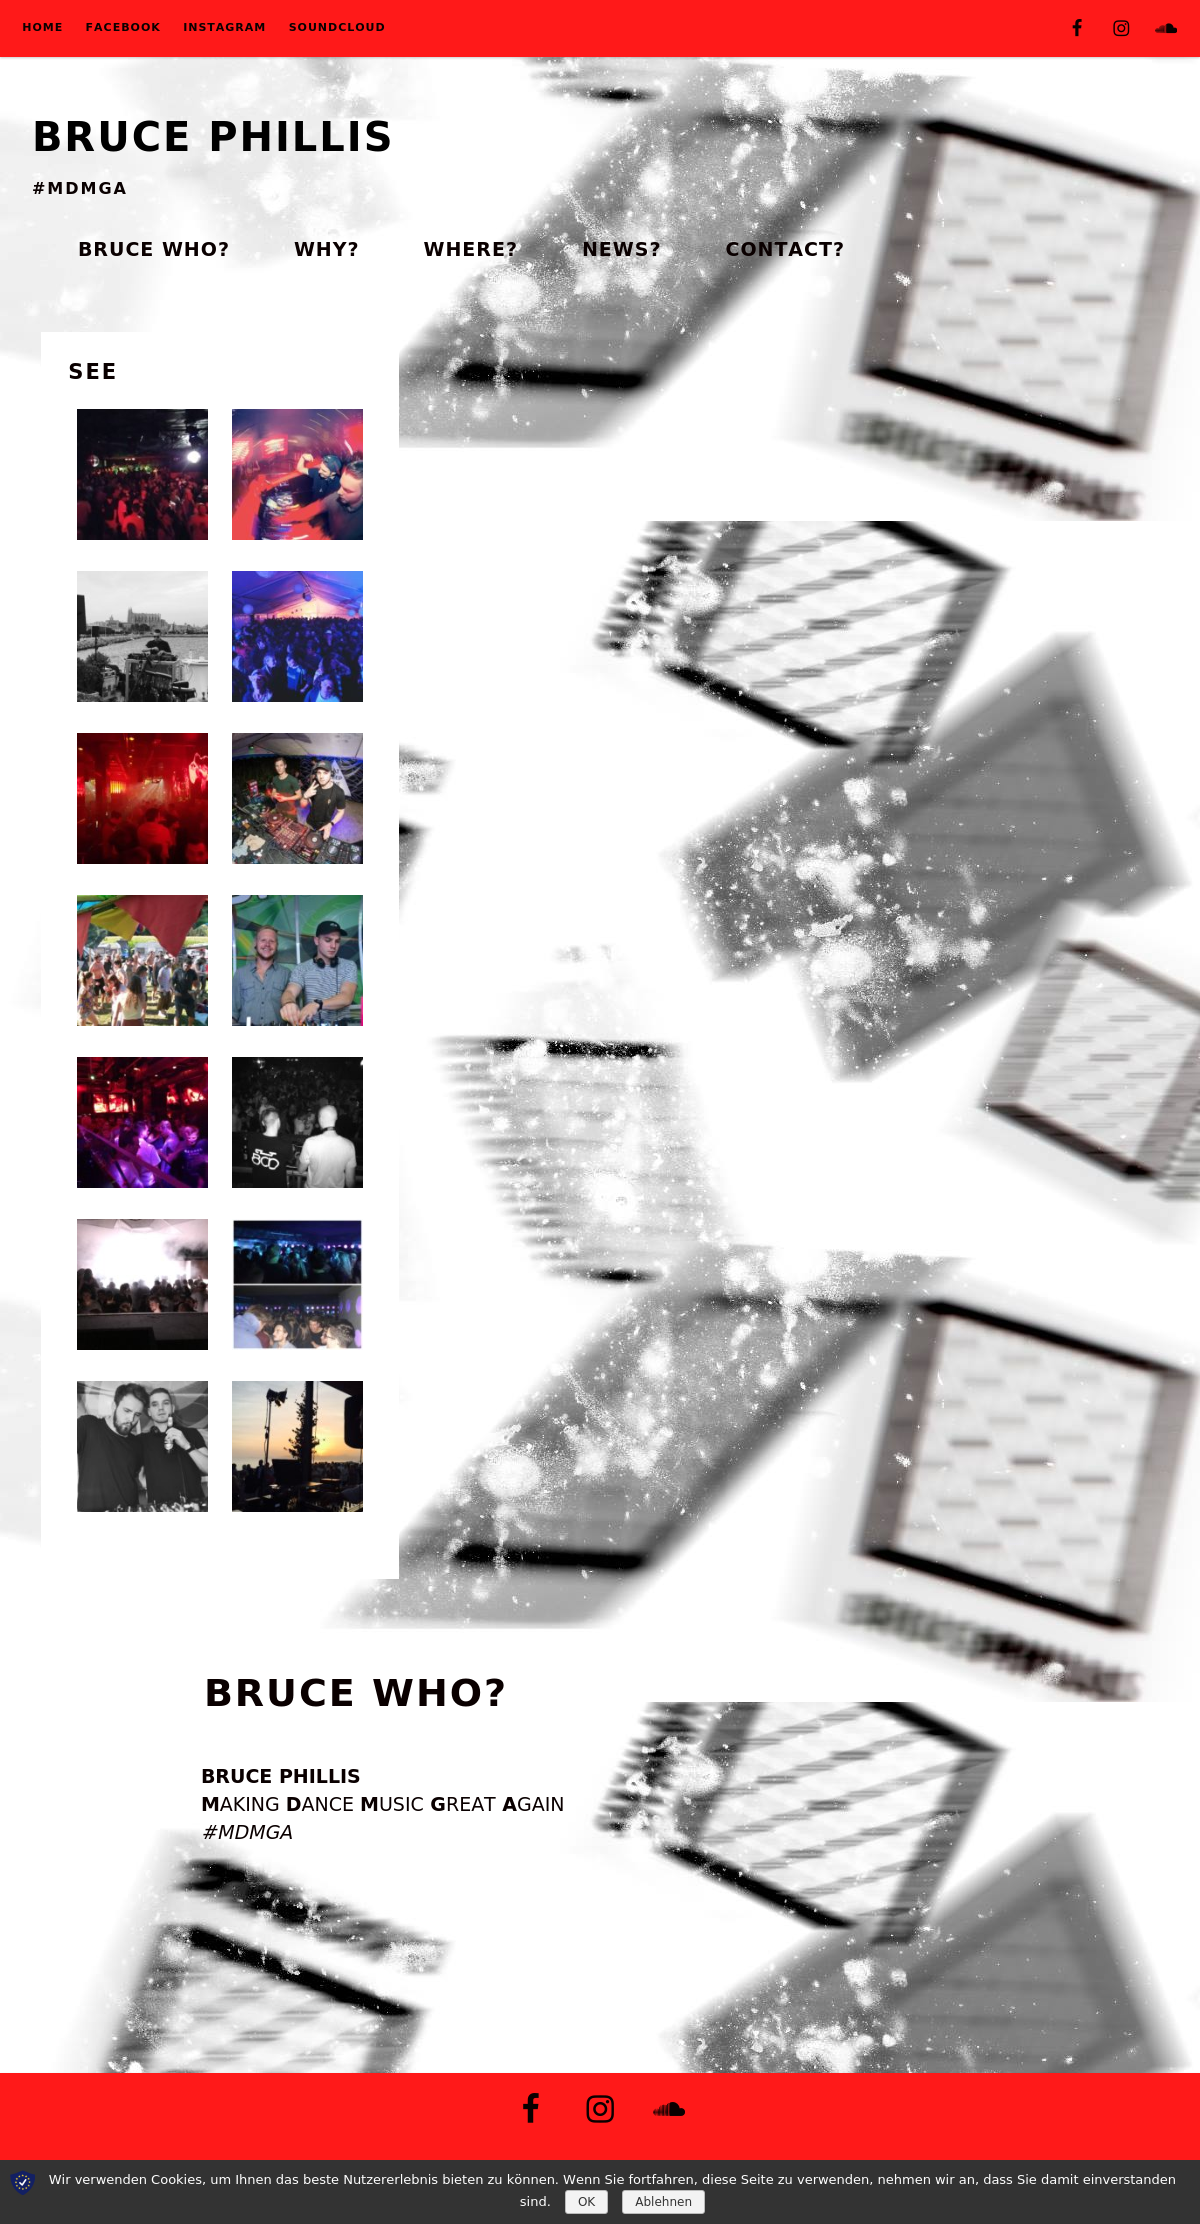 HOME FACEBOOK INSTAGRAM SOUNDCLOUD
BRUCE PHILLIS
#MDMGA
BRUCE WHO? WHY? WHERE? NEWS? CONTACT?
SEE
BRUCE WHO?
BRUCE PHILLIS
MAKING DANCE MUSIC GREAT AGAIN
#MDMGA
Wir verwenden Cookies, um Ihnen das beste Nutzererlebnis bieten zu können. Wenn Sie fortfahren, diese Seite zu verwenden, nehmen wir an, dass Sie damit einverstanden
sind. OK Ablehnen